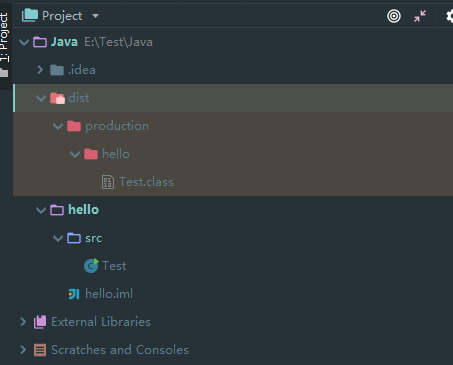 Project
1: Project
Java E:\Test\Java
.idea
dist
production
hello
Test.class
hello
src
Test
hello.iml
External Libraries
Scratches and Consoles